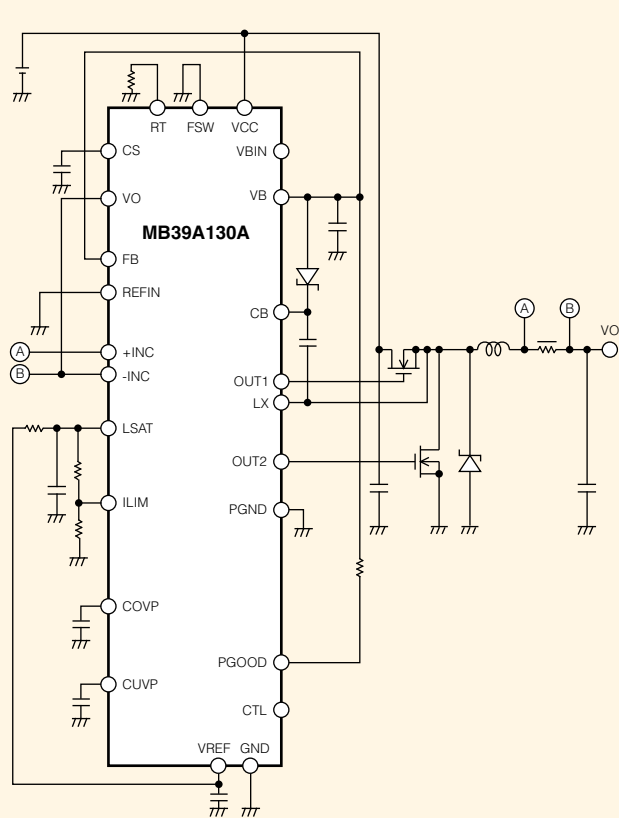 RT FSW VCC
CS
VBIN
VO
VB
MB39A130A
FB
REFIN
CB
A
B
VO
A
+INC
B
-INC
OUT1
LX
LSAT
OUT2
ILIM
PGND
COVP
PGOOD
CUVP
CTL
VREF GND